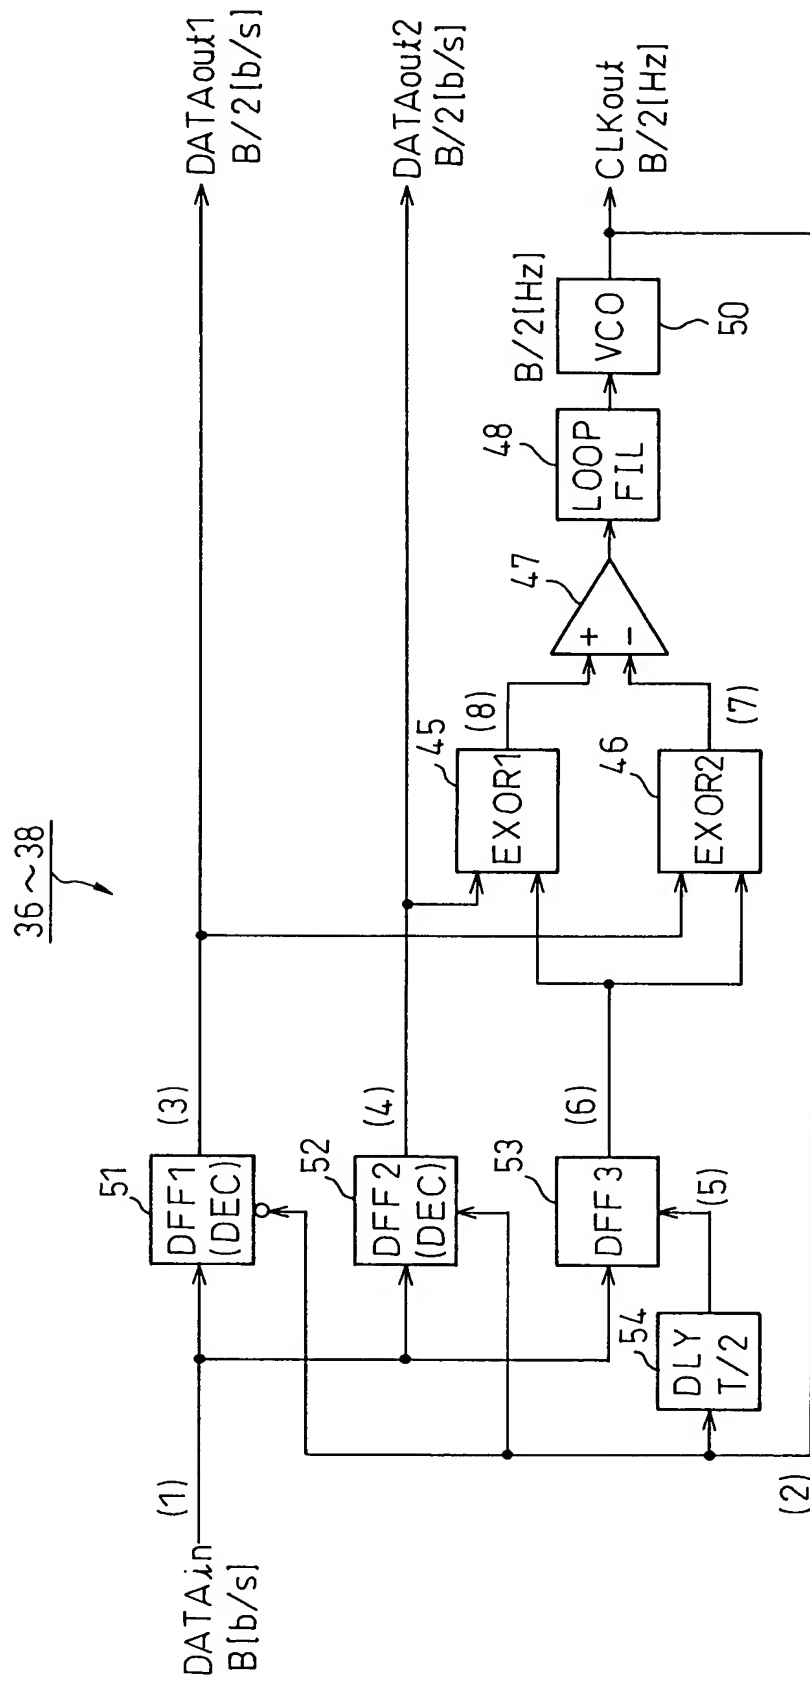 36~38
DATAin
B[b/s]
(1)
51
DFF1
(DEC)
(3)
DATAout1
B/2[b/s]
52
DFF2
(DEC)
(4)
DATAout2
B/2[b/s]
53
DFF3
(6)
(5)
54
DLY
T/2
(2)
45
EXOR1
(8)
46
EXOR2
(7)
47
+
−
48
LOOP
FIL
B/2[Hz]
VCO
50
CLKout
B/2[Hz]